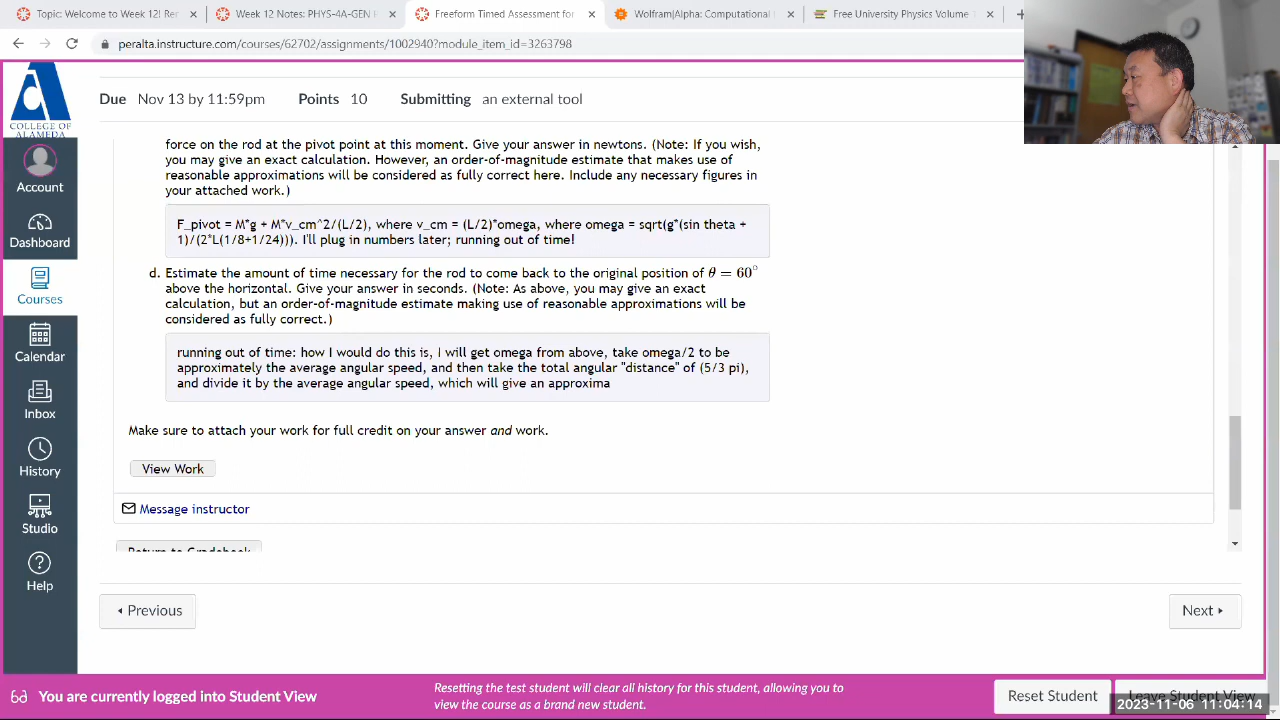 Topic: Welcome to Week 12! | Re
Week 12 Notes: PHYS-4A-GEN P
Freeform Timed Assessment for
Wolfram|Alpha: Computational
Free University Physics Volume 1
peralta.instructure.com/courses/62702/assignments/1002940?module_item_id=3263798
COLLEGE OF
ALAMEDA
Account
Dashboard
Courses
Calendar
Inbox
History
Studio
Help
Due Nov 13 by 11:59pm Points 10 Submitting an external tool
force on the rod at the pivot point at this moment. Give your answer in newtons. (Note: If you wish,
you may give an exact calculation. However, an order-of-magnitude estimate that makes use of
reasonable approximations will be considered as fully correct here. Include any necessary figures in
your attached work.)
F_pivot = M*g + M*v_cm^2/(L/2), where v_cm = (L/2)*omega, where omega = sqrt(g*(sin theta +
1)/(2*L(1/8+1/24))). I'll plug in numbers later; running out of time!
d. Estimate the amount of time necessary for the rod to come back to the original position of θ = 60°
above the horizontal. Give your answer in seconds. (Note: As above, you may give an exact
calculation, but an order-of-magnitude estimate making use of reasonable approximations will be
considered as fully correct.)
running out of time: how I would do this is, I will get omega from above, take omega/2 to be
approximately the average angular speed, and then take the total angular "distance" of (5/3 pi),
and divide it by the average angular speed, which will give an approxima
Make sure to attach your work for full credit on your answer and work.
View Work
Message instructor
Return to Gradebook
Previous
Next
You are currently logged into Student View
Resetting the test student will clear all history for this student, allowing you to
view the course as a brand new student.
Reset Student
Leave Student View
2023-11-06 11:04:14